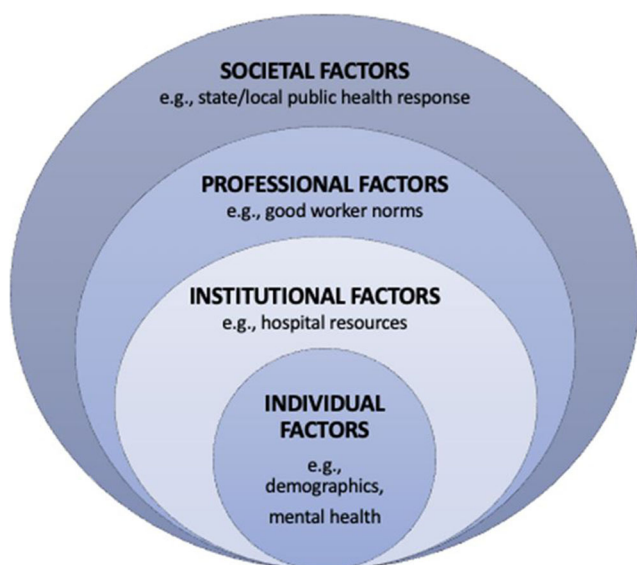 SOCIETAL FACTORS
e.g., state/local public health response
PROFESSIONAL FACTORS
e.g., good worker norms
INSTITUTIONAL FACTORS
e.g., hospital resources
INDIVIDUAL
FACTORS
e.g.,
demographics,
mental health